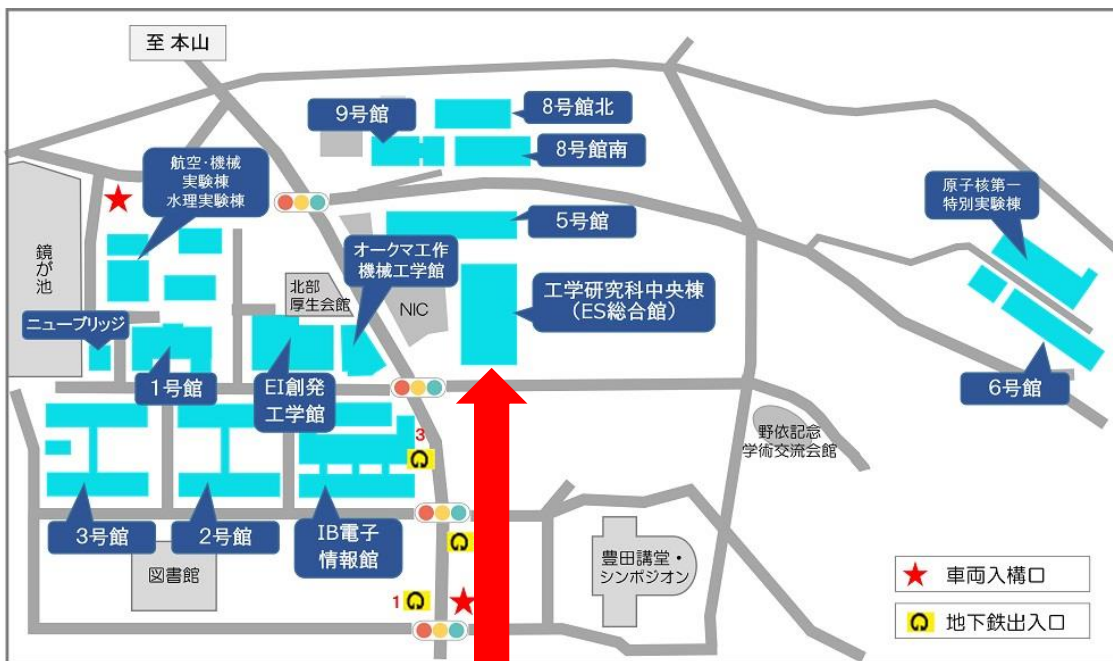 至 本山
9号館
8号館北
8号館南
航空・機械
実験棟
水理実験棟
原子核第一
特別実験棟
5号館
オークマ工作
機械工学館
鏡が池
北部
厚生会館
NIC
工学研究科中央棟
(ES総合館)
ニューブリッジ
1号館
EI創発
工学館
6号館
野依記念
学術交流会館
3
3号館
2号館
IB電子
情報館
図書館
豊田講堂・
シンポジオン
1
車両入構口
地下鉄出入口